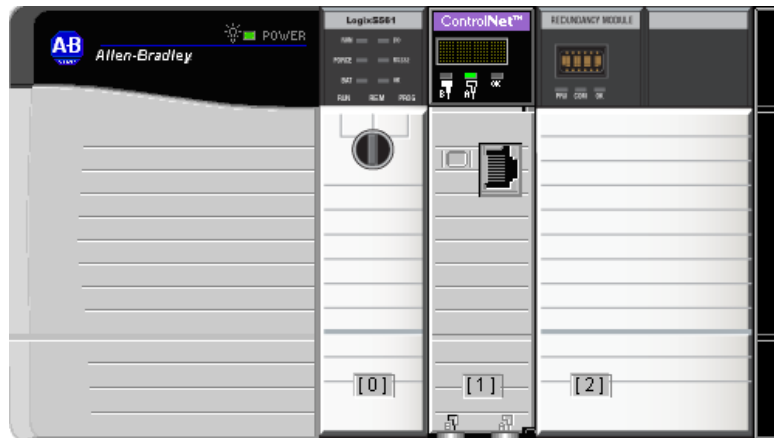 A·B
Allen-Bradley
POWER
Logix5561
RUN I/O
FORCE RS232
BAT OK
RUN REM PROG
ControlNet™
B A OK
REDUNDANCY MODULE
PRI COM OK
[0]
[1]
[2]
B A